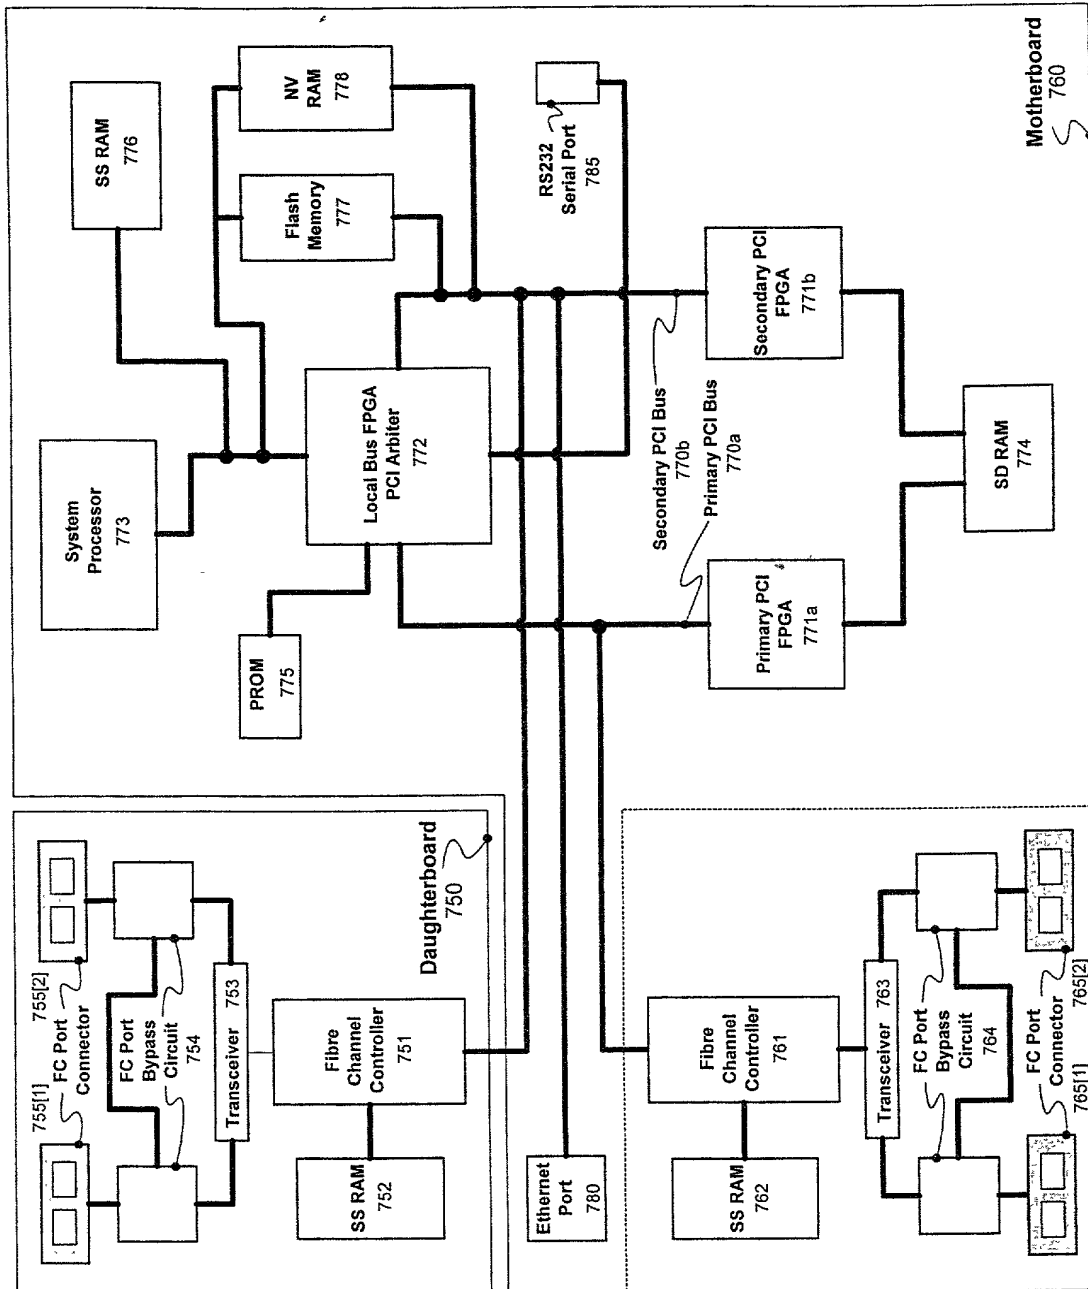 755[1]
755[2]
FC Port
Connector
FC Port
Bypass
Circuit
754
Transceiver
753
Fibre
Channel
Controller
751
SS RAM
752
Daughterboard
750
Ethernet
Port
780
SS RAM
762
Fibre
Channel
Controller
761
Transceiver
763
FC Port
Bypass
Circuit
764
FC Port
Connector
765[1]
765[2]
PROM
775
System
Processor
773
SS RAM
776
Flash
Memory
777
NV
RAM
778
Local Bus FPGA
PCI Arbiter
772
RS232
Serial Port
785
Secondary PCI Bus
770b
Primary PCI Bus
770a
Primary PCI
FPGA
771a
Secondary PCI
FPGA
771b
SD RAM
774
Motherboard
760